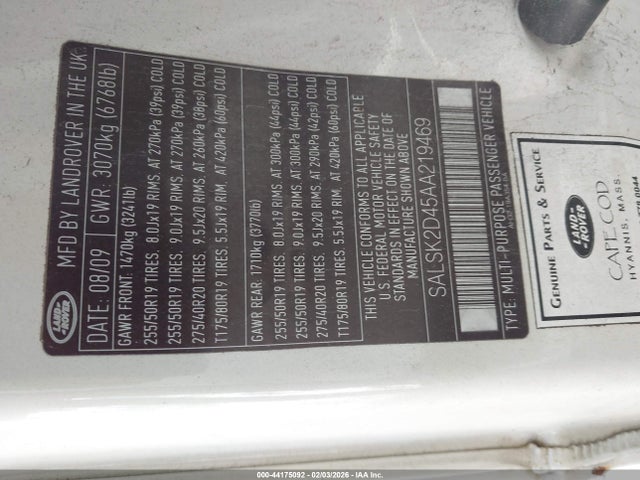 LAND-ROVER
MFD BY LANDROVER IN THE UK
DATE: 08/09 GWR: 3070kg (6768lb)
GAWR FRONT: 1470kg (3241lb)
255/50R19 TIRES. 8.0Jx19 RIMS. AT 270kPa (39psi) COLD
255/50R19 TIRES. 9.0Jx19 RIMS. AT 270kPa (39psi) COLD
275/40R20 TIRES. 9.5Jx20 RIMS. AT 260kPa (38psi) COLD
T175/80R19 TIRES 5.5Jx19 RIM. AT 420kPa (60psi) COLD
GAWR REAR 1710kg (3770lb)
255/50R19 TIRES. 8.0Jx19 RIMS. AT 300kPa (44psi) COLD
255/50R19 TIRES. 9.0Jx19 RIMS. AT 300kPa (44psi) COLD
275/40R20 TIRES. 9.5Jx20 RIMS. AT 290kPa (42psi) COLD
T175/80R19 TIRES 5.5Jx19 RIM. AT 420kPa (60psi) COLD
THIS VEHICLE CONFORMS TO ALL APPLICABLE
U.S. FEDERAL MOTOR VEHICLE SAFETY
STANDARDS IN EFFECT ON THE DATE OF
MANUFACTURE SHOWN ABOVE
SALSK2D45AA219469
TYPE: MULTI-PURPOSE PASSENGER VEHICLE
GENUINE PARTS & SERVICE
LAND-ROVER
CAPE COD
HYANNIS, MASS.
0044
000-44175092 - 02/03/2026 - IAAI.COM